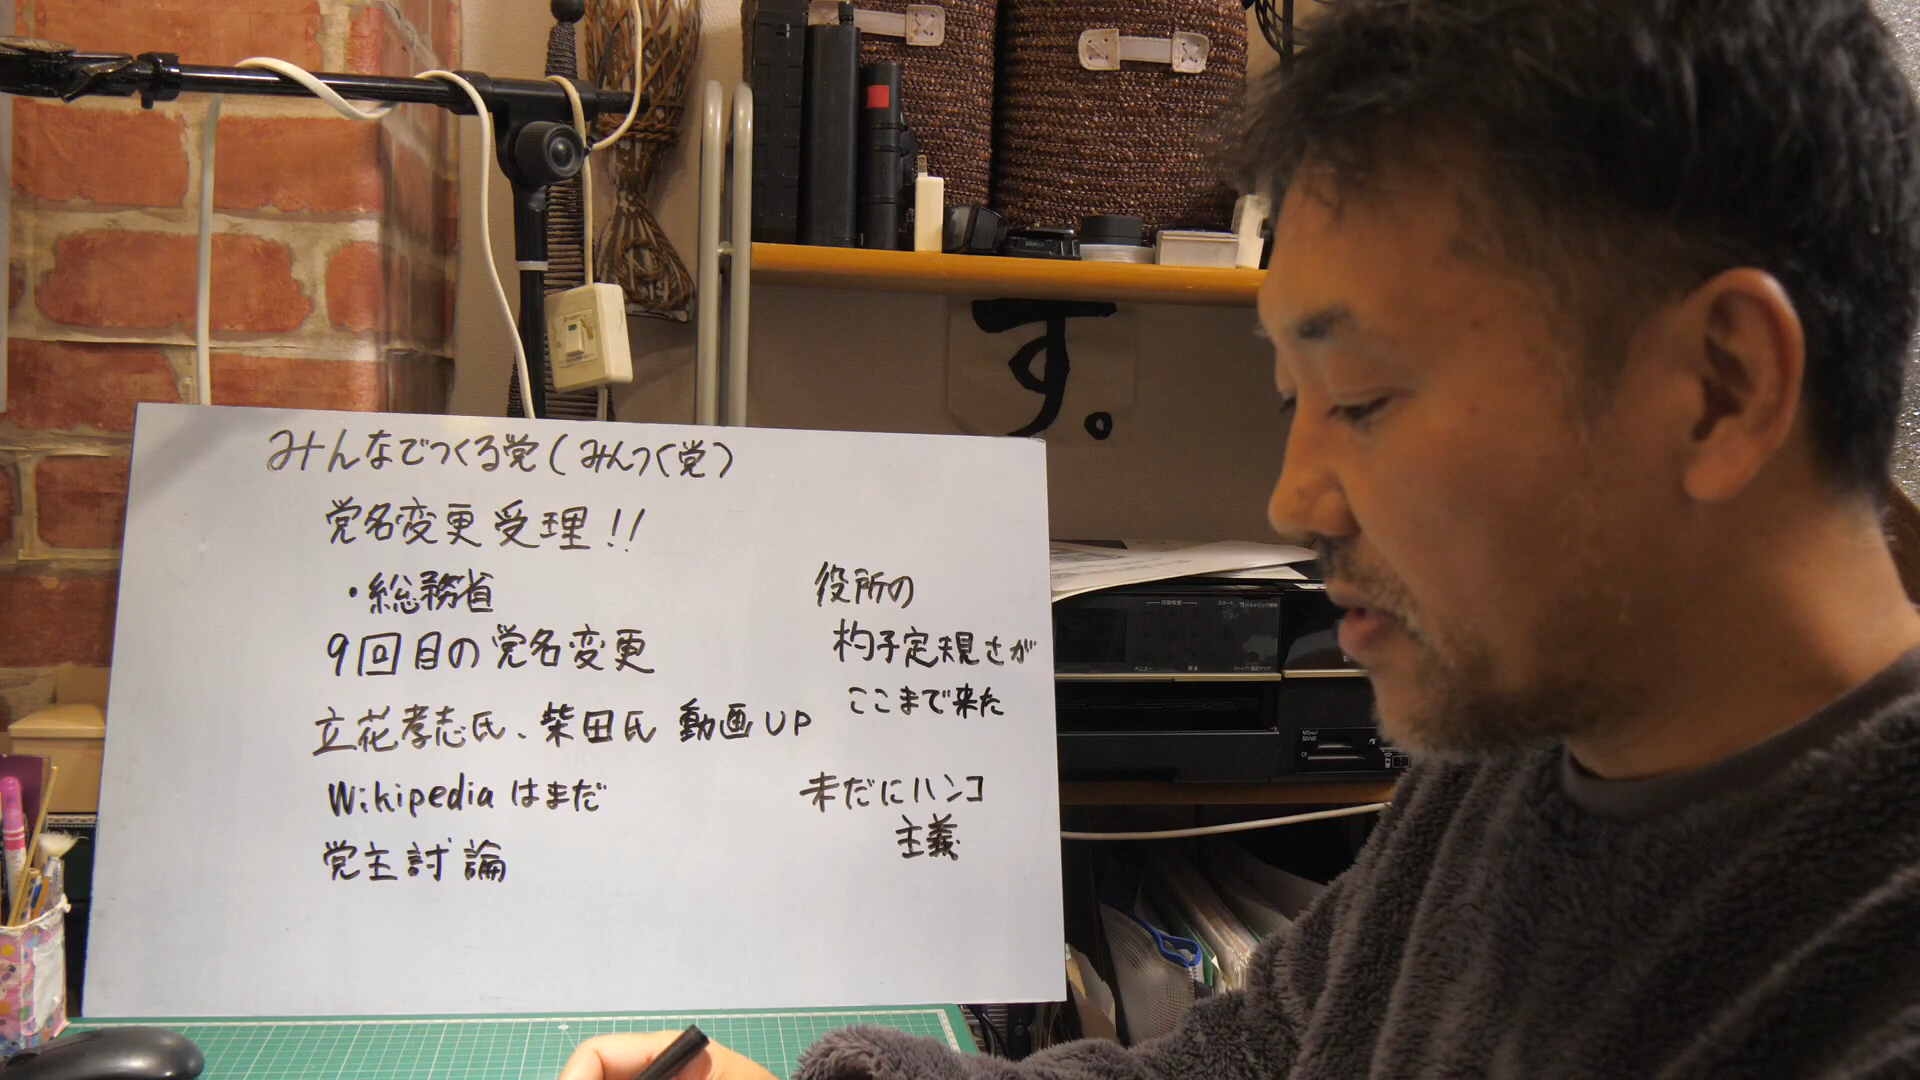 す。
みんなでつくる党(みんつく党)
党名変更受理!!
・総務省
9回目の党名変更
立花孝志氏、柴田氏 動画UP
Wikipediaはまだ
党主討論
役所の
杓子定規さが
ここまで来た
未だにハンコ
主義